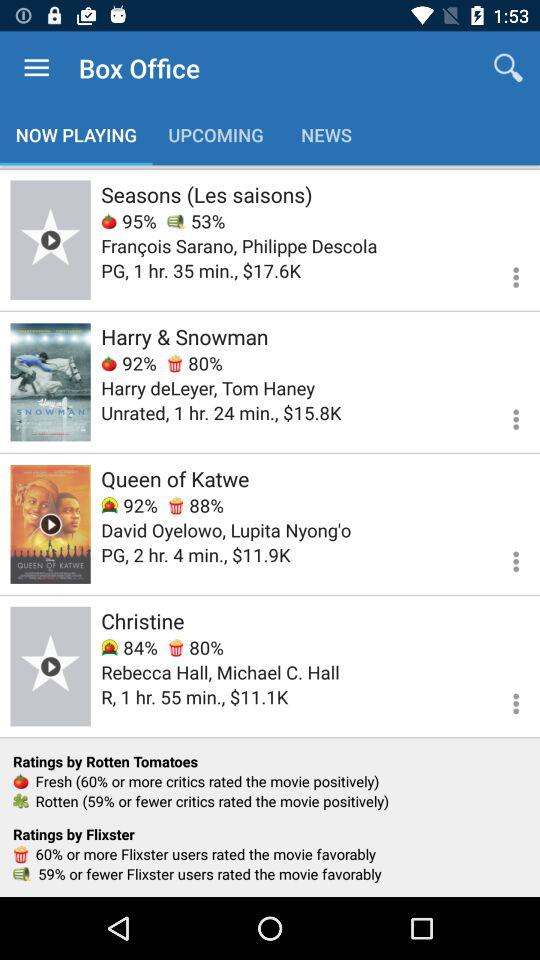 1:53
Box Office
NOW PLAYING UPCOMING NEWS
Seasons (Les saisons)
95% 53%
François Sarano, Philippe Descola
PG, 1 hr. 35 min., $17.6K
Harry & Snowman
92% 80%
Harry deLeyer, Tom Haney
Unrated, 1 hr. 24 min., $15.8K
SNOWMAN
Queen of Katwe
92% 88%
David Oyelowo, Lupita Nyong'o
PG, 2 hr. 4 min., $11.9K
QUEEN OF KATWE
Christine
84% 80%
Rebecca Hall, Michael C. Hall
R, 1 hr. 55 min., $11.1K
Ratings by Rotten Tomatoes
Fresh (60% or more critics rated the movie positively)
Rotten (59% or fewer critics rated the movie positively)
Ratings by Flixster
60% or more Flixster users rated the movie favorably
59% or fewer Flixster users rated the movie favorably